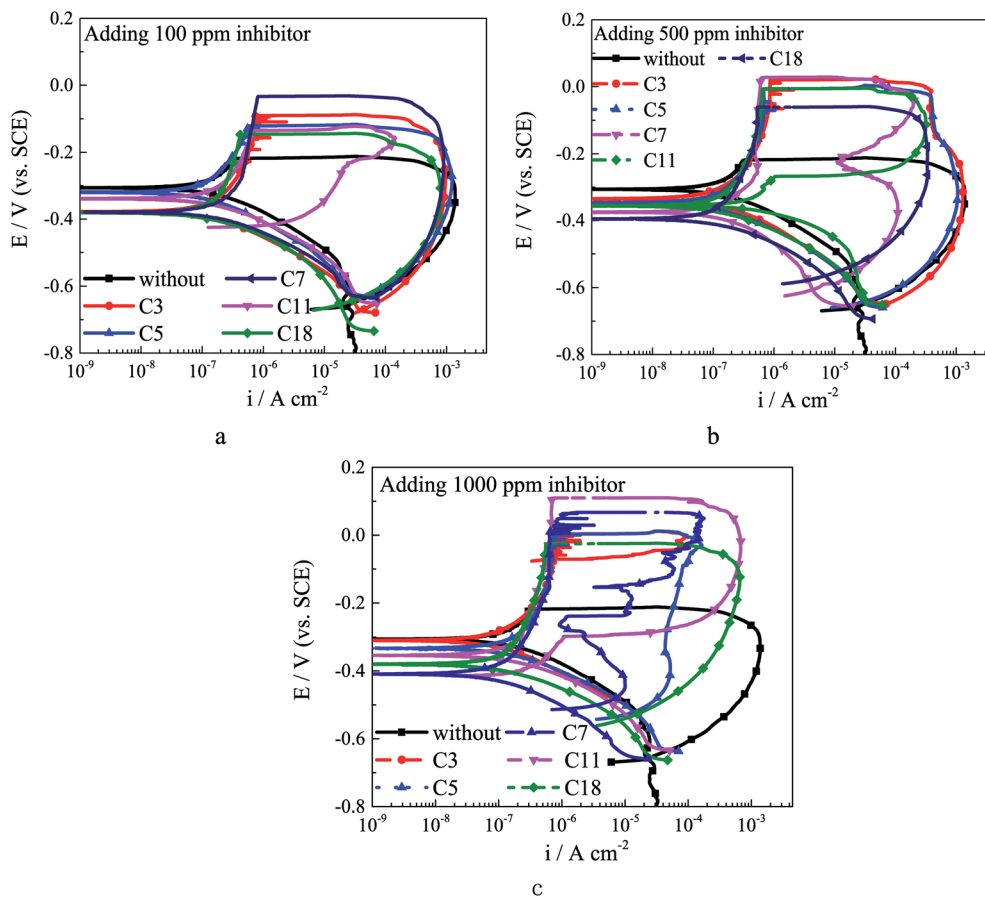 Adding 100 ppm inhibitor
0.2
0.0
-0.2
-0.4
-0.6
-0.8
E / V (vs. SCE)
without
C7
C3
C11
C5
C18
10-9
10-8
10-7
10-6
10-5
10-4
10-3
i / A cm-2
a
Adding 500 ppm inhibitor
0.2
0.0
-0.2
-0.4
-0.6
-0.8
E / V (vs. SCE)
without
C18
C3
C5
C7
C11
10-9
10-8
10-7
10-6
10-5
10-4
10-3
i / A cm-2
b
Adding 1000 ppm inhibitor
0.2
0.0
-0.2
-0.4
-0.6
-0.8
E / V (vs. SCE)
without
C7
C3
C11
C5
C18
10-9
10-8
10-7
10-6
10-5
10-4
10-3
i / A cm-2
c